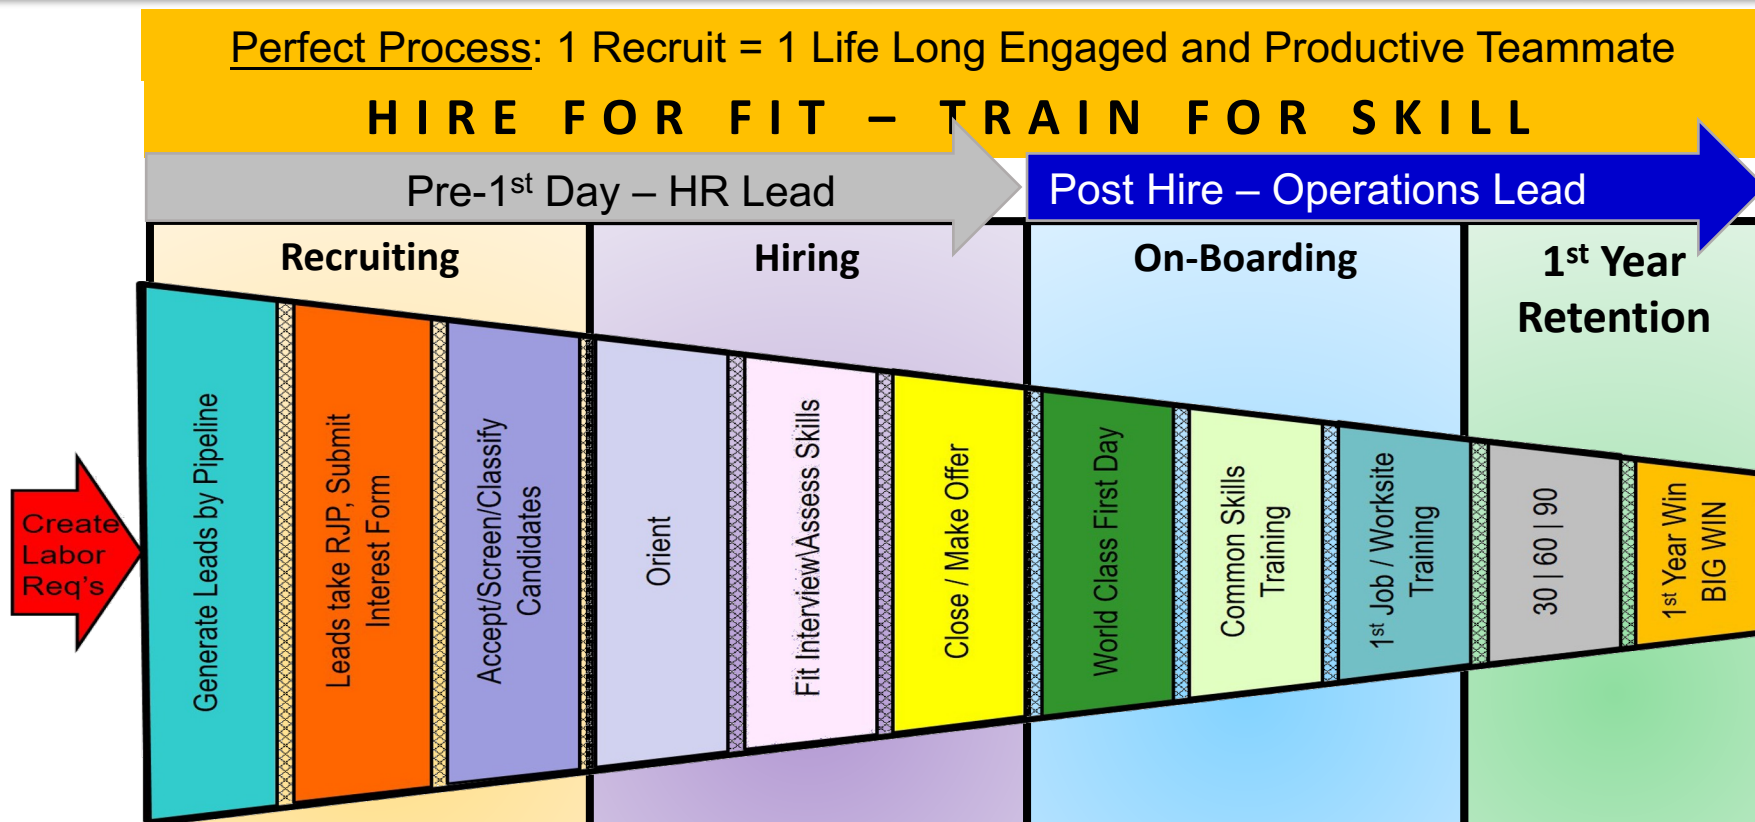 Perfect Process: 1 Recruit = 1 Life Long Engaged and Productive Teammate
HIRE FOR FIT – TRAIN FOR SKILL
Pre-1st Day – HR Lead
Post Hire – Operations Lead
Recruiting
Hiring
On-Boarding
1st Year
Retention
Create
Labor
Req's
Generate Leads by Pipeline
Leads take RJP, Submit
Interest Form
Accept/Screen/Classify
Candidates
Orient
Fit Interview\Assess Skills
Close / Make Offer
World Class First Day
Common Skills
Training
1st Job / Worksite
Training
30 | 60 | 90
1st Year Win
BIG WIN